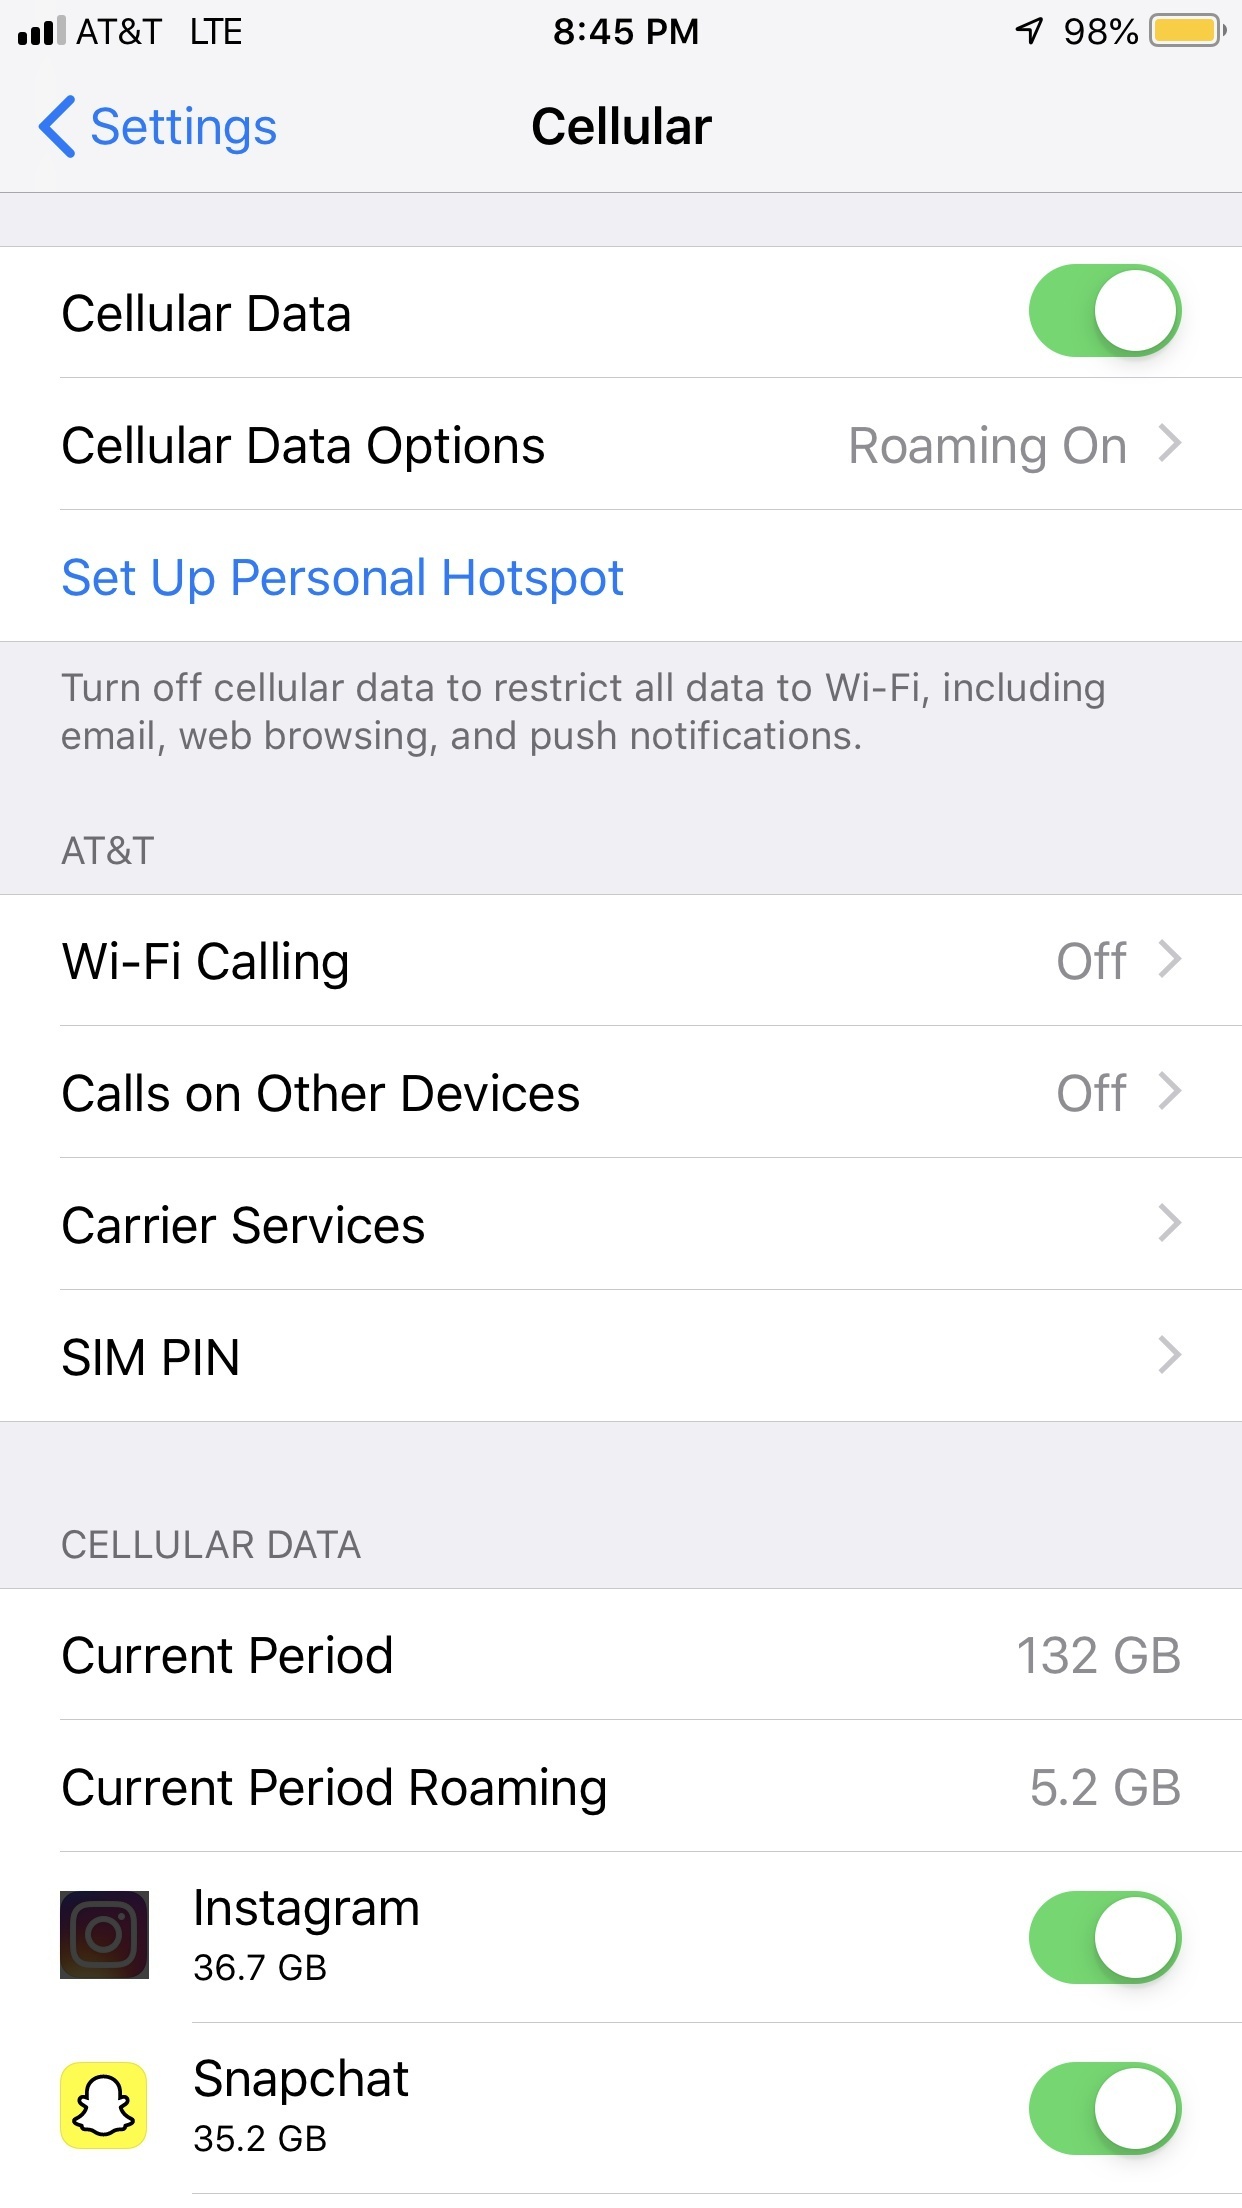 AT&T LTE 8:45 PM 98%
Settings Cellular
Cellular Data
Cellular Data Options Roaming On
Set Up Personal Hotspot
Turn off cellular data to restrict all data to Wi-Fi, including
email, web browsing, and push notifications.
AT&T
Wi-Fi Calling Off
Calls on Other Devices Off
Carrier Services
SIM PIN
CELLULAR DATA
Current Period 132 GB
Current Period Roaming 5.2 GB
Instagram
36.7 GB
Snapchat
35.2 GB